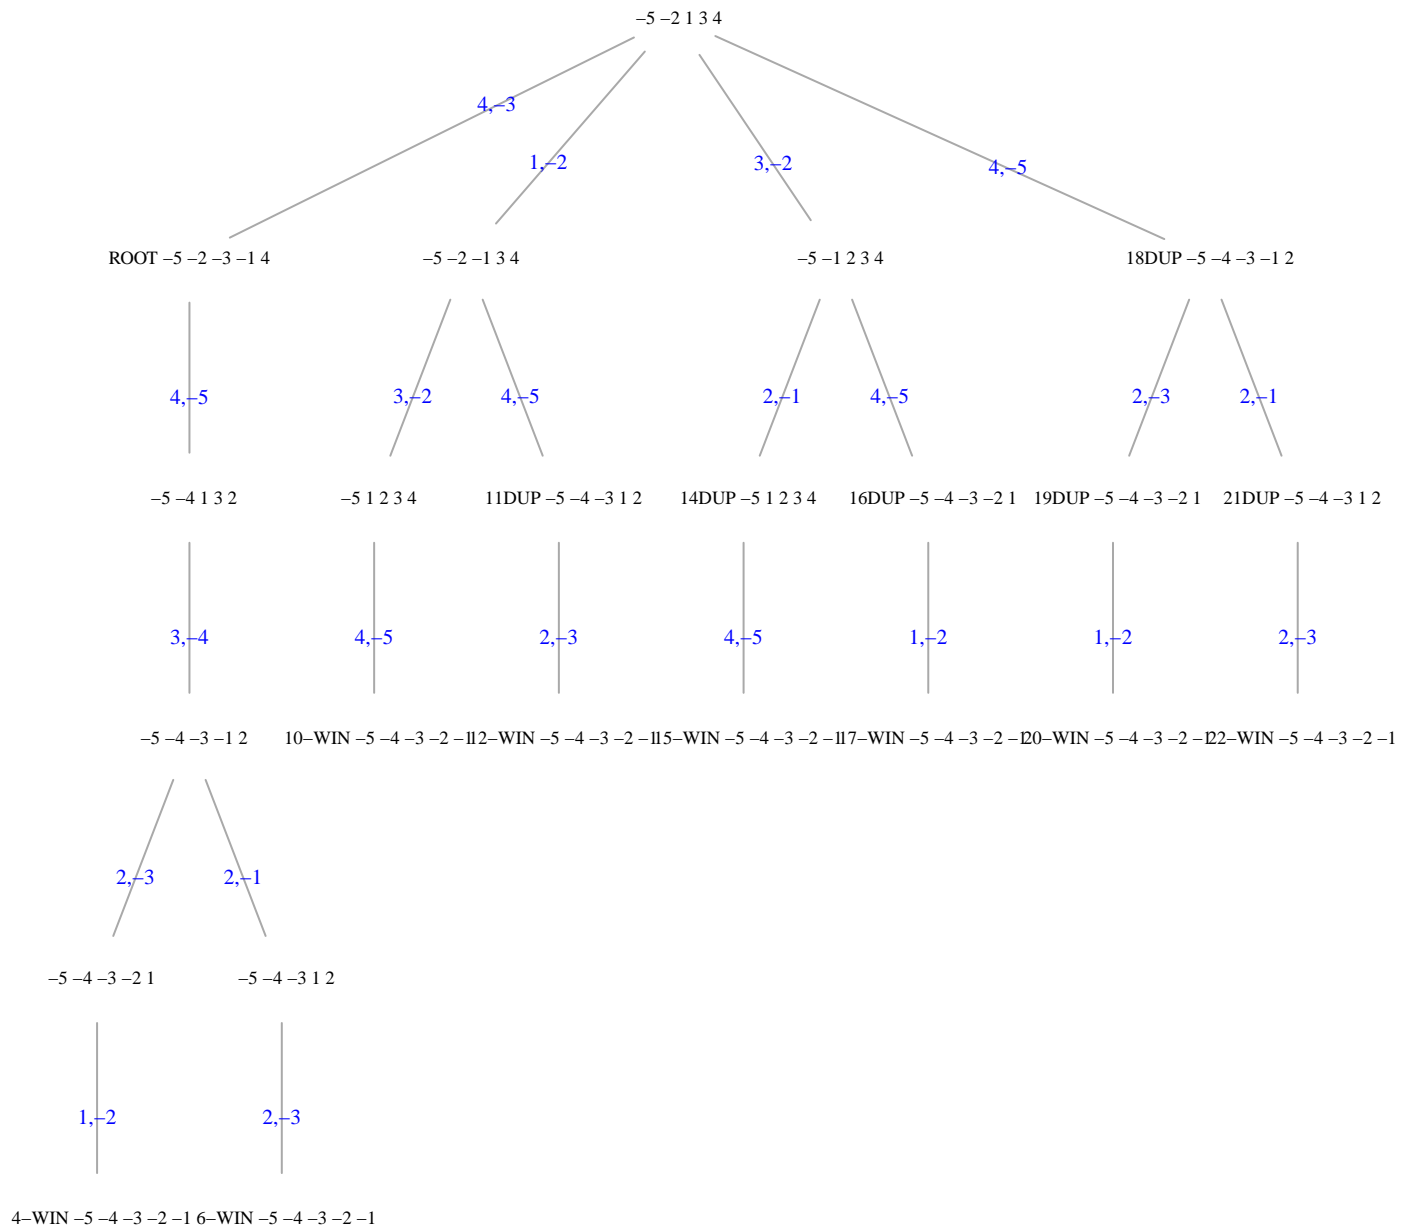 –5 –2 1 3 4
4,–3
1,–2
3,–2
4,–5
ROOT –5 –2 –3 –1 4
–5 –2 –1 3 4
–5 –1 2 3 4
18DUP –5 –4 –3 –1 2
4,–5
3,–2
4,–5
2,–1
4,–5
2,–3
2,–1
–5 –4 1 3 2
–5 1 2 3 4
11DUP –5 –4 –3 1 2
14DUP –5 1 2 3 4
16DUP –5 –4 –3 –2 1
19DUP –5 –4 –3 –2 1
21DUP –5 –4 –3 1 2
3,–4
4,–5
2,–3
4,–5
1,–2
1,–2
2,–3
–5 –4 –3 –1 2
10–WIN –5 –4 –3 –2 –1
12–WIN –5 –4 –3 –2 –1
15–WIN –5 –4 –3 –2 –1
17–WIN –5 –4 –3 –2 –1
20–WIN –5 –4 –3 –2 –1
22–WIN –5 –4 –3 –2 –1
2,–3
2,–1
–5 –4 –3 –2 1
–5 –4 –3 1 2
1,–2
2,–3
4–WIN –5 –4 –3 –2 –1
6–WIN –5 –4 –3 –2 –1